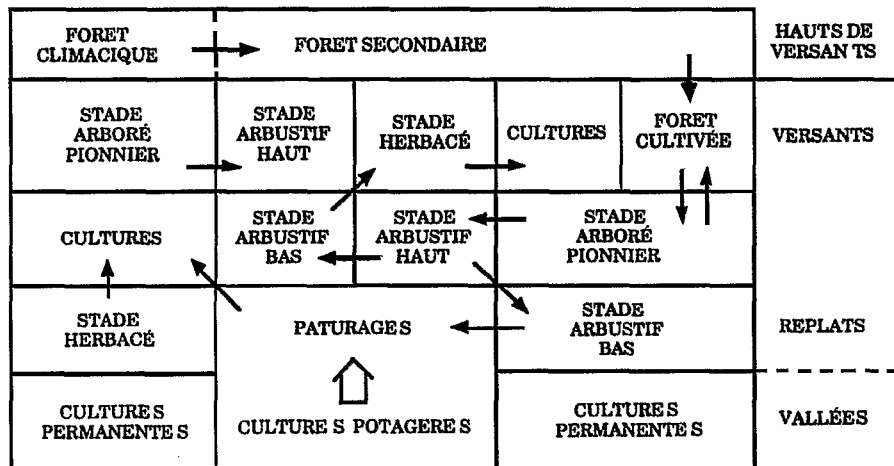 FORET
CLIMACIQUE
FORET SECONDAIRE
HAUTS DE
VERSAN TS
STADE
ARBORÉ
PIONNIER
STADE
ARBUSTIF
HAUT
STADE
HERBACÉ
CULTURES
FORET
CULTIVÉE
VERSANTS
CULTURES
STADE
ARBUSTIF
BAS
STADE
ARBUSTIF
HAUT
STADE
ARBORÉ
PIONNIER
STADE
HERBACÉ
PATURAGE S
STADE
ARBUSTIF
BAS
REPLATS
CULTURE S
PERMANENTE S
CULTURE S POTAGERE S
CULTURE S
PERMANENTE S
VALLÉES